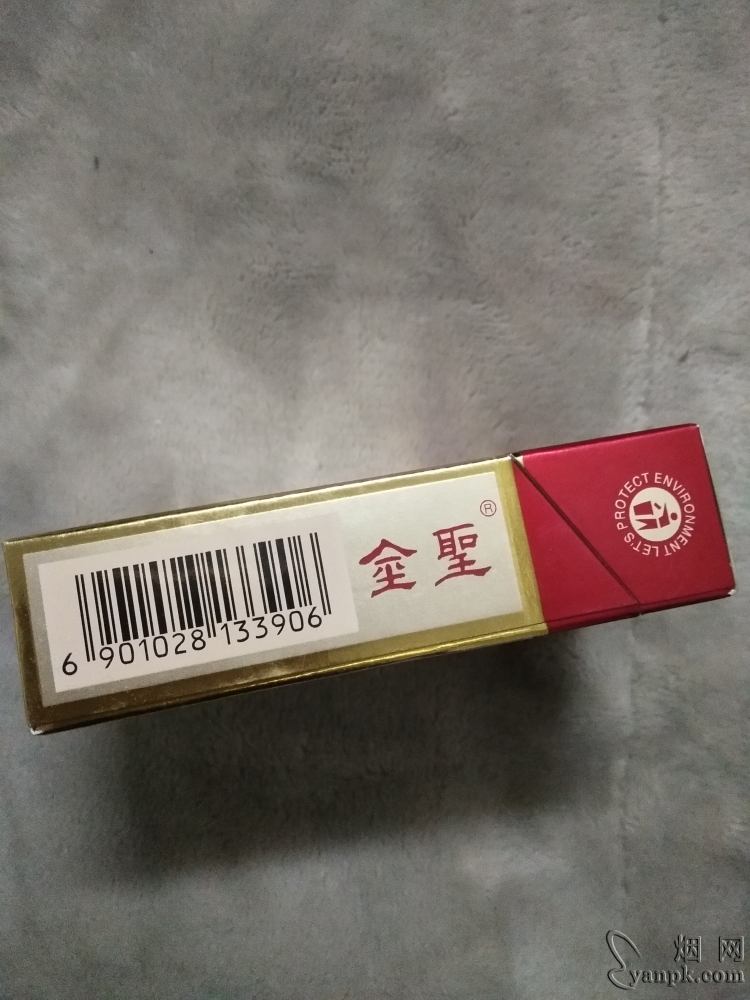 金聖®
LET'S PROTECT ENVIRONMENT
6 901028 133906
烟网
yanpk.com